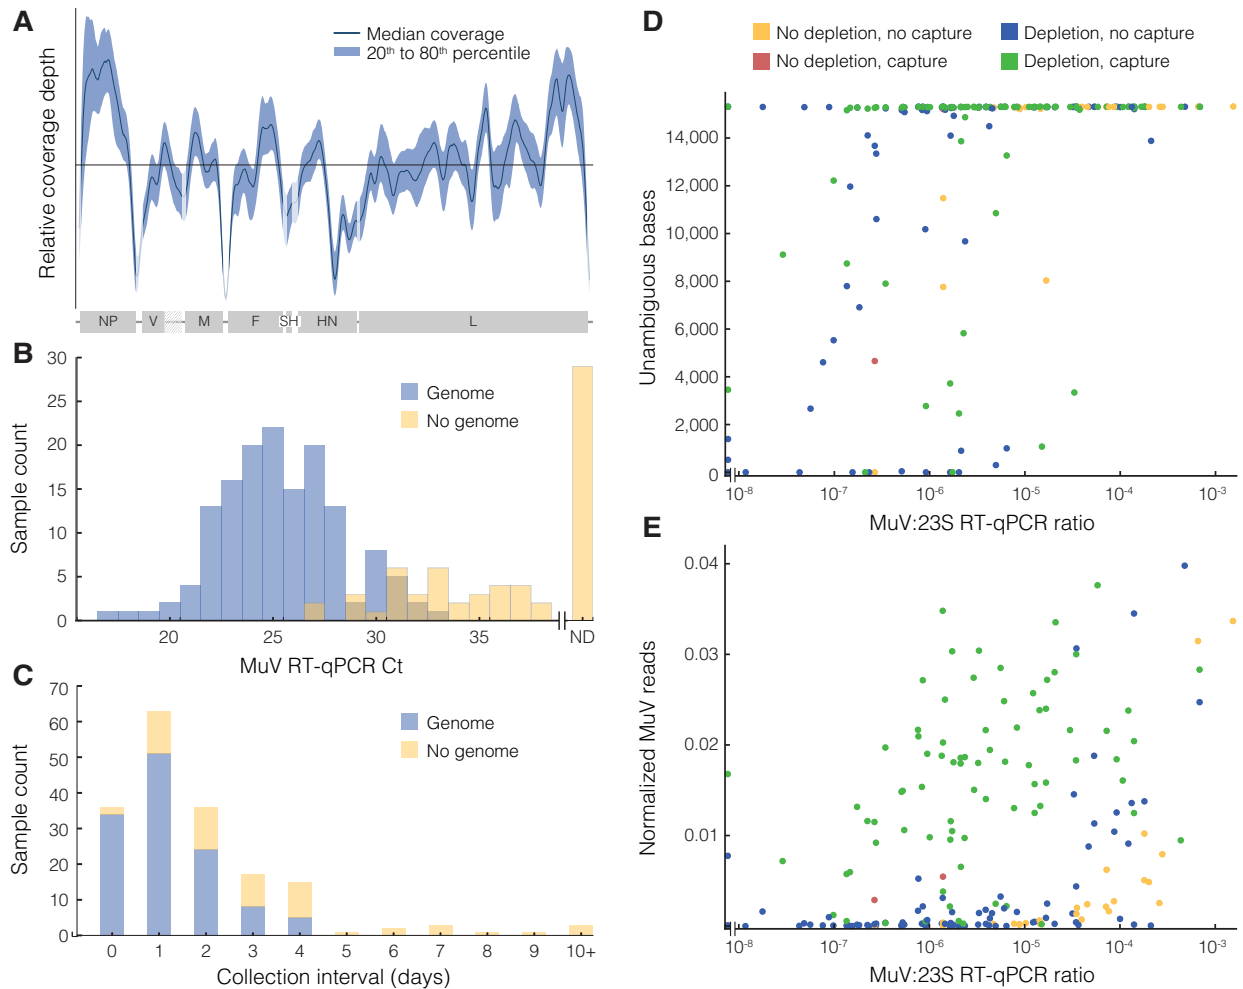 A
Relative coverage depth
Median coverage
20th to 80th percentile
NP V M F SH HN L
B
Sample count
30
25
20
15
10
5
0
Genome
No genome
20 25 30 35 ND
MuV RT-qPCR Ct
C
Sample count
70
60
50
40
30
20
10
0
Genome
No genome
0 1 2 3 4 5 6 7 8 9 10+
Collection interval (days)
D
No depletion, no capture
Depletion, no capture
No depletion, capture
Depletion, capture
Unambiguous bases
14,000
12,000
10,000
8,000
6,000
4,000
2,000
0
10-8 10-7 10-6 10-5 10-4 10-3
MuV:23S RT-qPCR ratio
E
Normalized MuV reads
0.04
0.03
0.02
0.01
10-8 10-7 10-6 10-5 10-4 10-3
MuV:23S RT-qPCR ratio